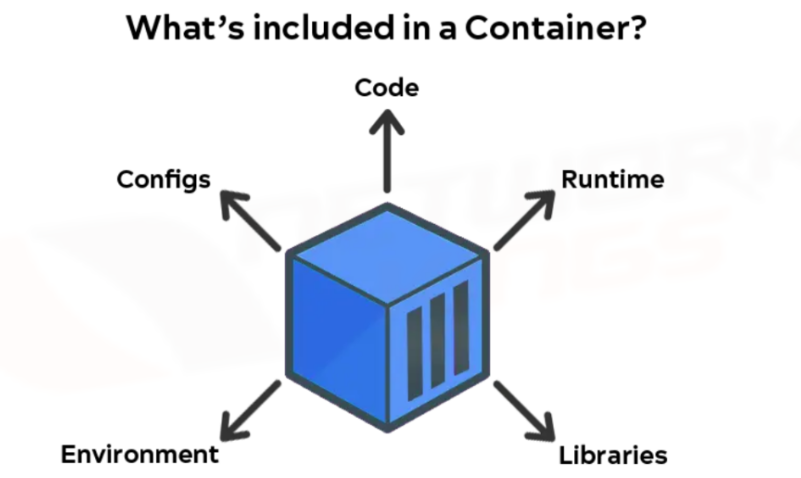 What's included in a Container?
Code
Configs
Runtime
Environment
Libraries